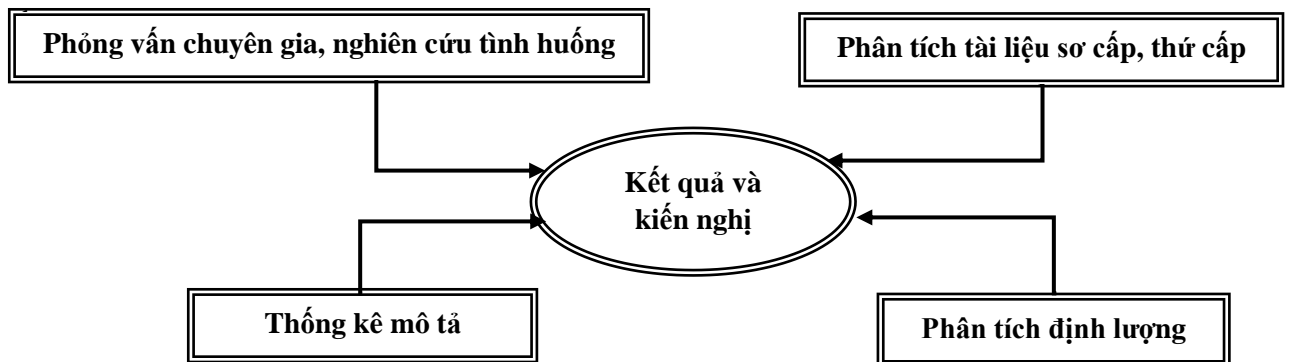 Phỏng vấn chuyên gia, nghiên cứu tình huống
Phân tích tài liệu sơ cấp, thứ cấp
Kết quả và
kiến nghị
Thống kê mô tả
Phân tích định lượng